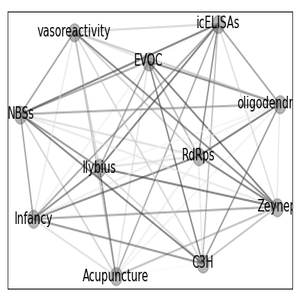 icELISAs
vasoreactivity
EVOC
oligodendr
NBSs
RdRps
Ilybius
Zeynep
Infancy
C3H
Acupuncture